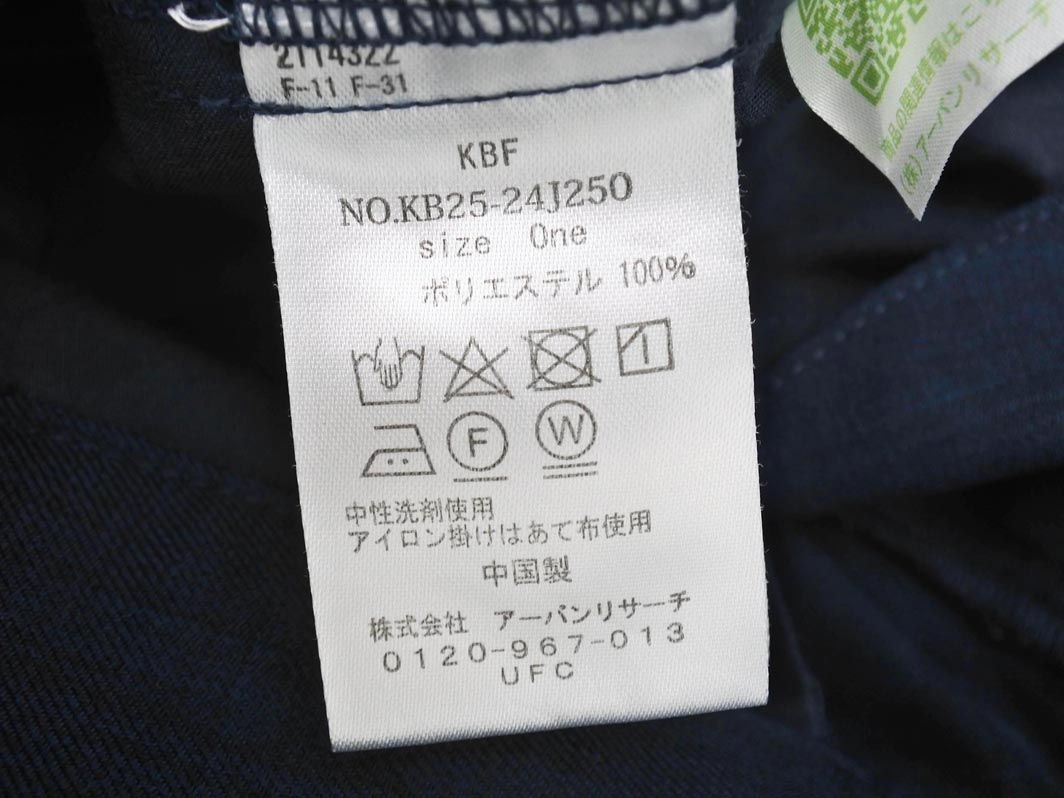 2114322
F-11 F-31
KBF
NO.KB25-24J250
size One
ポリエステル 100%
F
W
中性洗剤使用
アイロン掛けはあて布使用
中国製
株式会社 アーバンリサーチ
0120-967-013
UFC
(株)アーバンリサーチ